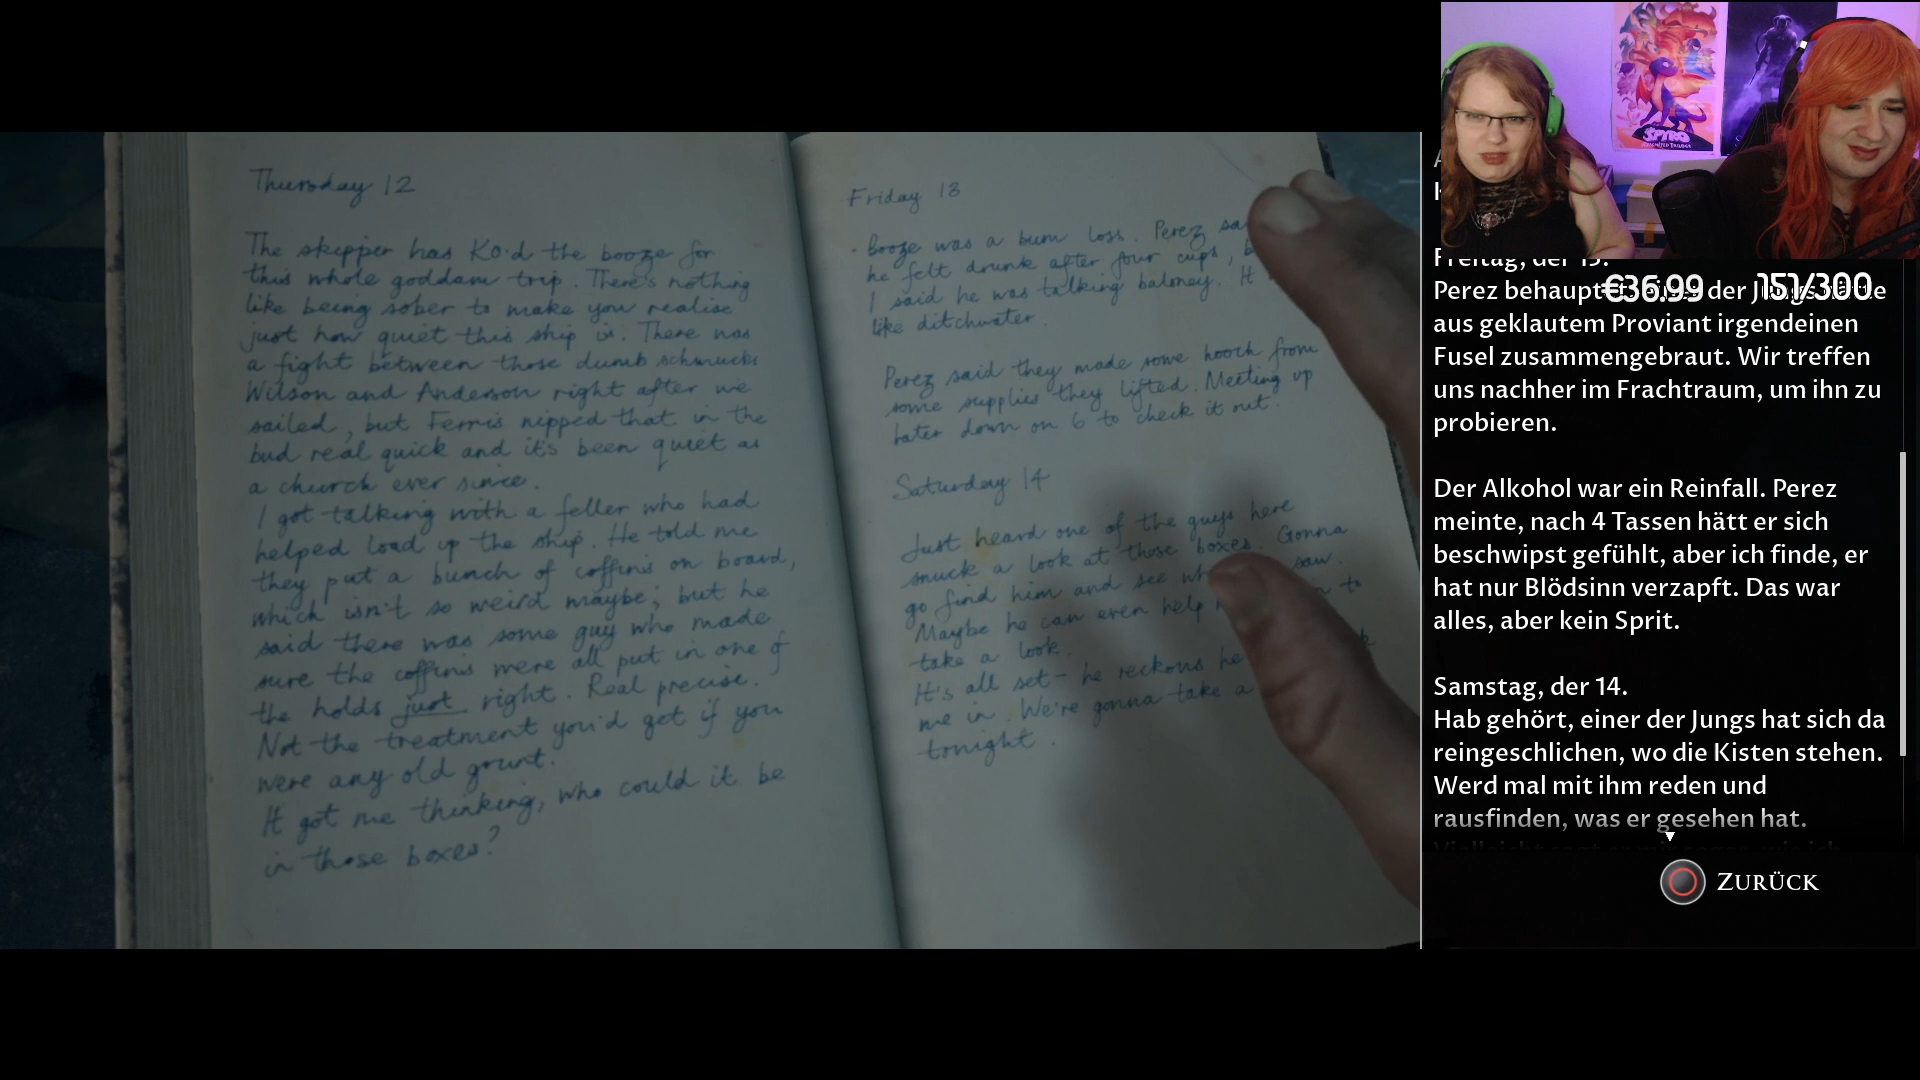 Thursday 12
The skipper has KO'd the booze for
this whole goddam trip. There's nothing
like being sober to make you realise
just how quiet this ship is. There was
a fight between those dumb schmucks
Wilson and Anderson right after we
sailed, but Ferris nipped that in the
bud real quick and it's been quiet as
a church ever since.
I got talking with a feller who had
helped load up the ship. He told me
they put a bunch of coffins on board,
which isn't so weird maybe; but he
said there was some guy who made
sure the coffins were all put in one of
the holds just right. Real precise.
Not the treatment you'd get if you
were any old grunt.
It got me thinking, who could it be
in those boxes?
Friday 13
Booze was a bum loss. Perez
he felt drunk after four cups,
I said he was talking baloney. It
like ditchwater.
Perez said they made some hooch from
some supplies they lifted. Meeting up
later down on 6 to check it out.
Saturday 14
Just heard one of the guys here
snuck a look at those boxes. Gonna
go find him and see saw.
Maybe he can even help to
take a look.
It's all set - he reckons he
me in. We're gonna take a
tonight.
SPYRO
Freitag, der 13.
€36.99 151/300
Perez behauptet, einer der Jungs hätte
aus geklautem Proviant irgendeinen
Fusel zusammengebraut. Wir treffen
uns nachher im Frachtraum, um ihn zu
probieren.
Der Alkohol war ein Reinfall. Perez
meinte, nach 4 Tassen hätt er sich
beschwipst gefühlt, aber ich finde, er
hat nur Blödsinn verzapft. Das war
alles, aber kein Sprit.
Samstag, der 14.
Hab gehört, einer der Jungs hat sich da
reingeschlichen, wo die Kisten stehen.
Werd mal mit ihm reden und
rausfinden, was er gesehen hat.
ZURÜCK